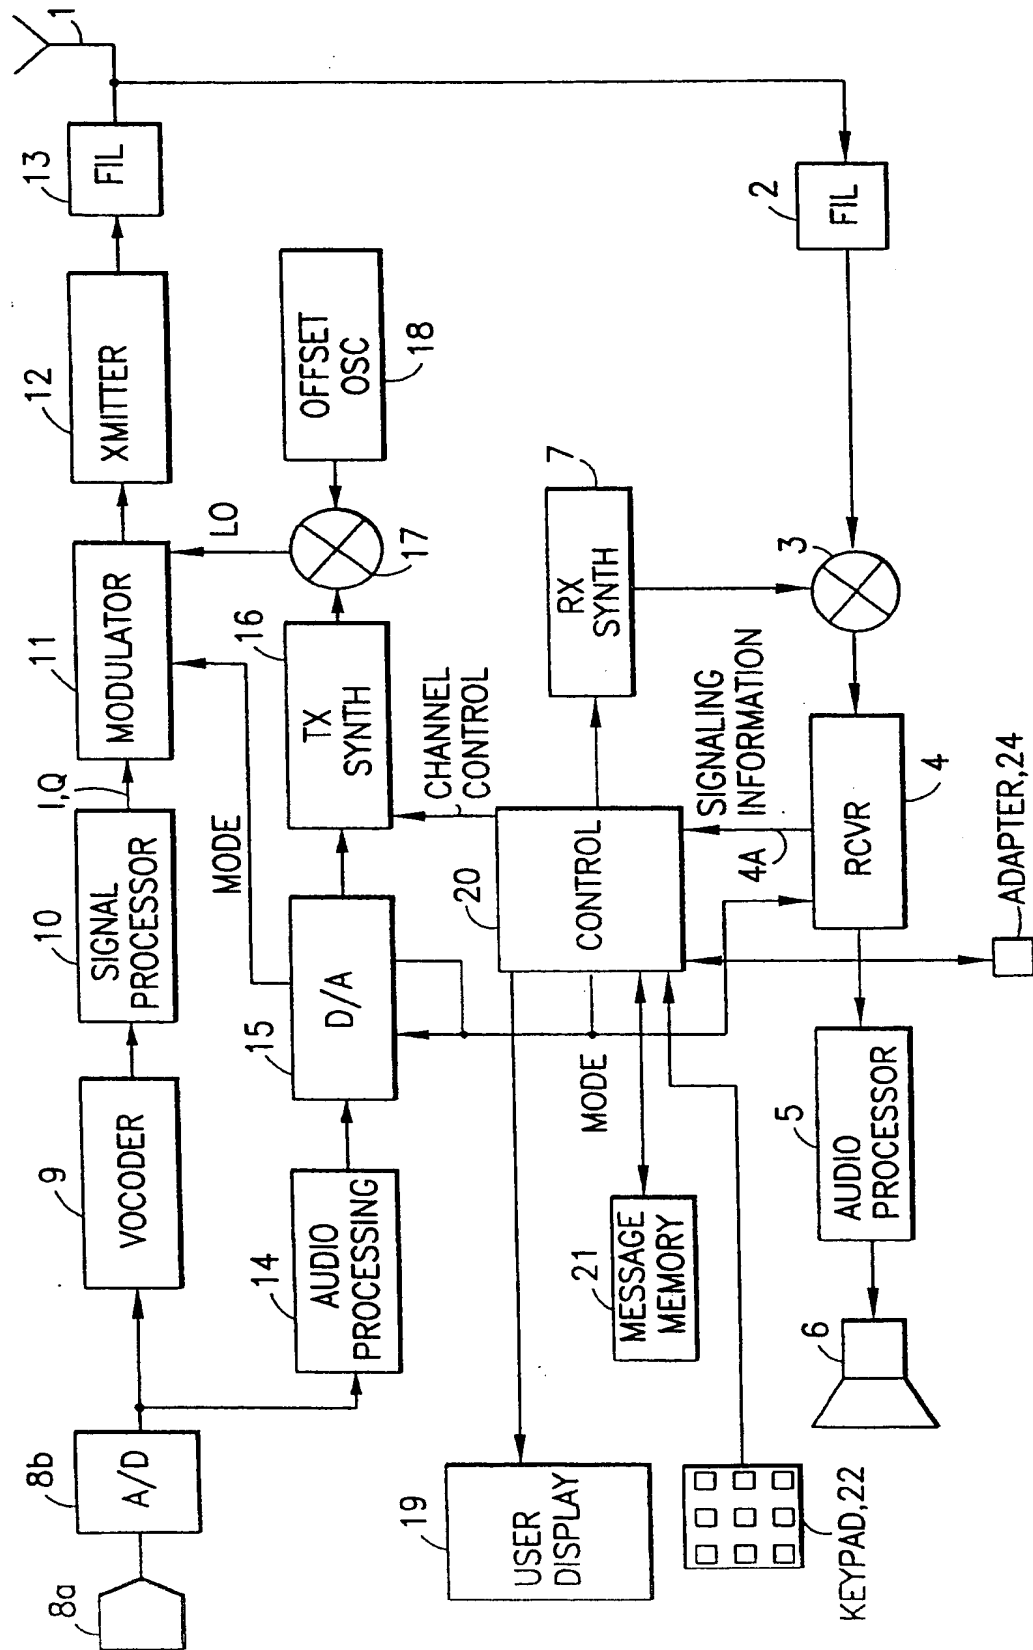 1
13
FIL
12
XMITTER
11
MODULATOR
I,Q
10
SIGNAL
PROCESSOR
9
VOCODER
8b
A/D
8a
LO
MODE
OFFSET
OSC
18
17
16
TX
SYNTH
15
D/A
14
AUDIO
PROCESSING
CHANNEL
CONTROL
7
RX
SYNTH
20
CONTROL
MODE
21
MESSAGE
MEMORY
19
USER
DISPLAY
KEYPAD,22
2
FIL
3
SIGNALING
INFORMATION
4A
RCVR
4
ADAPTER,24
5
AUDIO
PROCESSOR
6